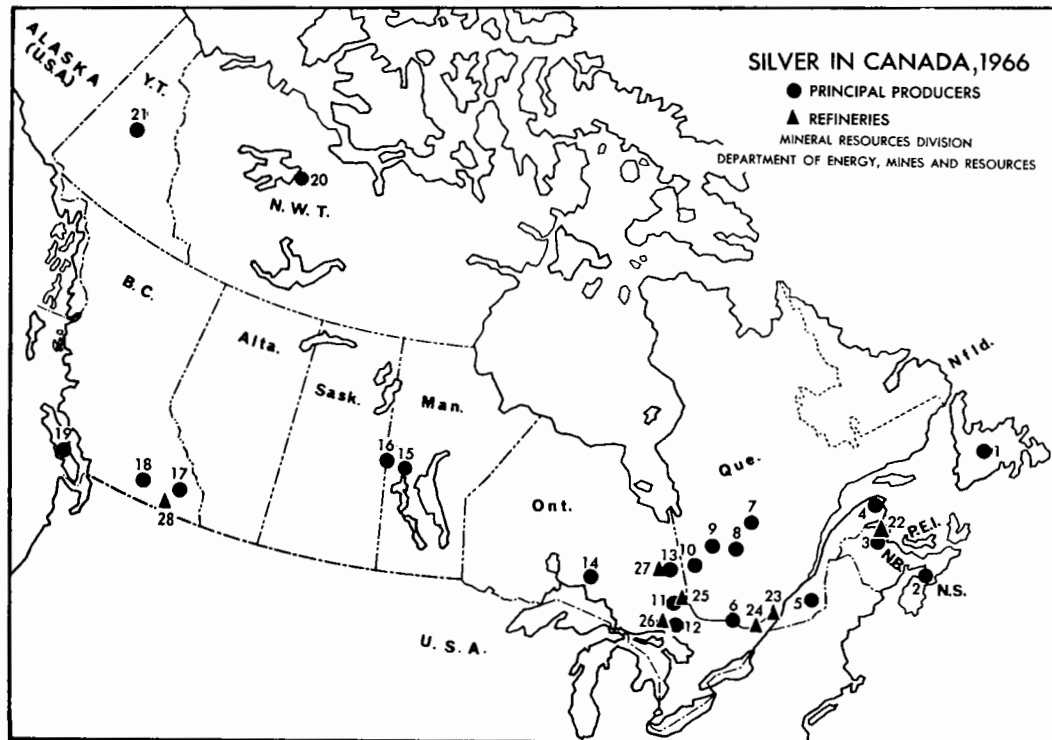 SILVER IN CANADA, 1966
● PRINCIPAL PRODUCERS
▲ REFINERIES
MINERAL RESOURCES DIVISION
DEPARTMENT OF ENERGY, MINES AND RESOURCES
ALASKA
(U.S.A)
Y.T.
21
20
N.W.T.
B.C.
Alta.
Sask.
Man.
Nfld.
19
18
17
28
16
15
Ont.
Que.
1
7
9
8
10
13
27
14
4
22
P.E.I.
3
N.B.
2
N.S.
11
25
6
24
23
5
26
12
U.S.A.